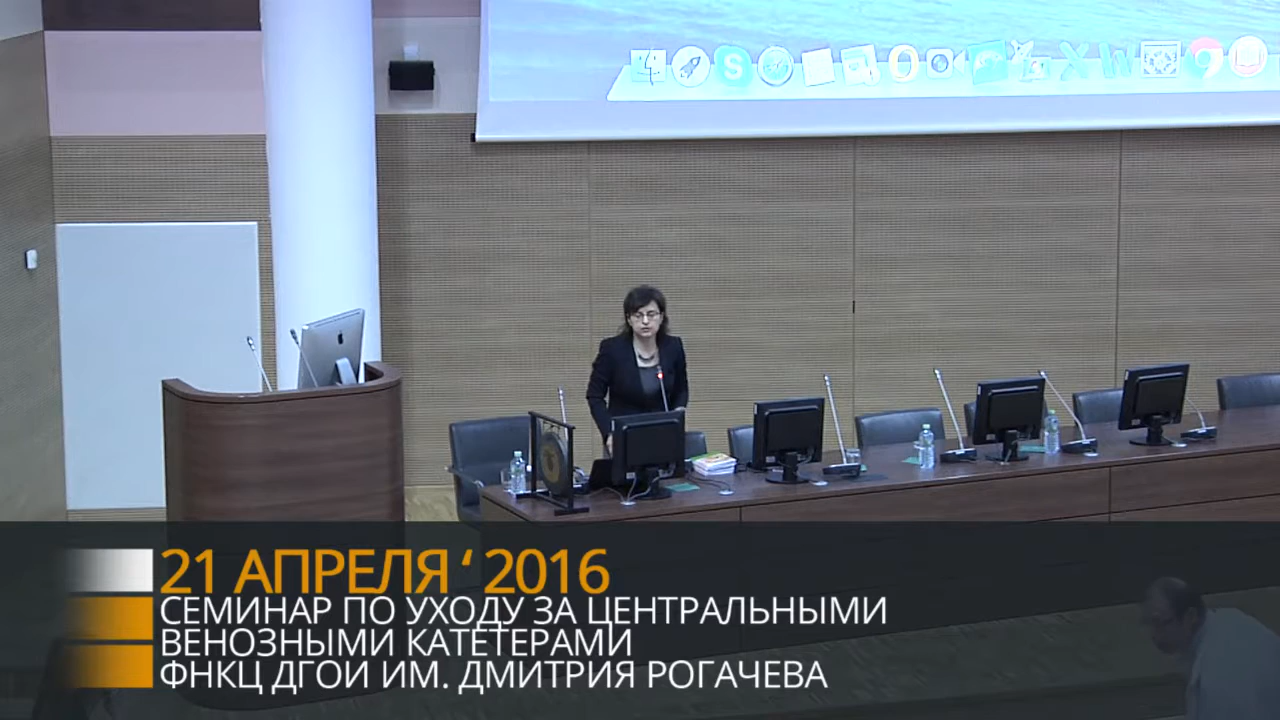 21 АПРЕЛЯ ‘ 2016
СЕМИНАР ПО УХОДУ ЗА ЦЕНТРАЛЬНЫМИ
ВЕНОЗНЫМИ КАТЕТЕРАМИ
ФНКЦ ДГОИ ИМ. ДМИТРИЯ РОГАЧЕВА